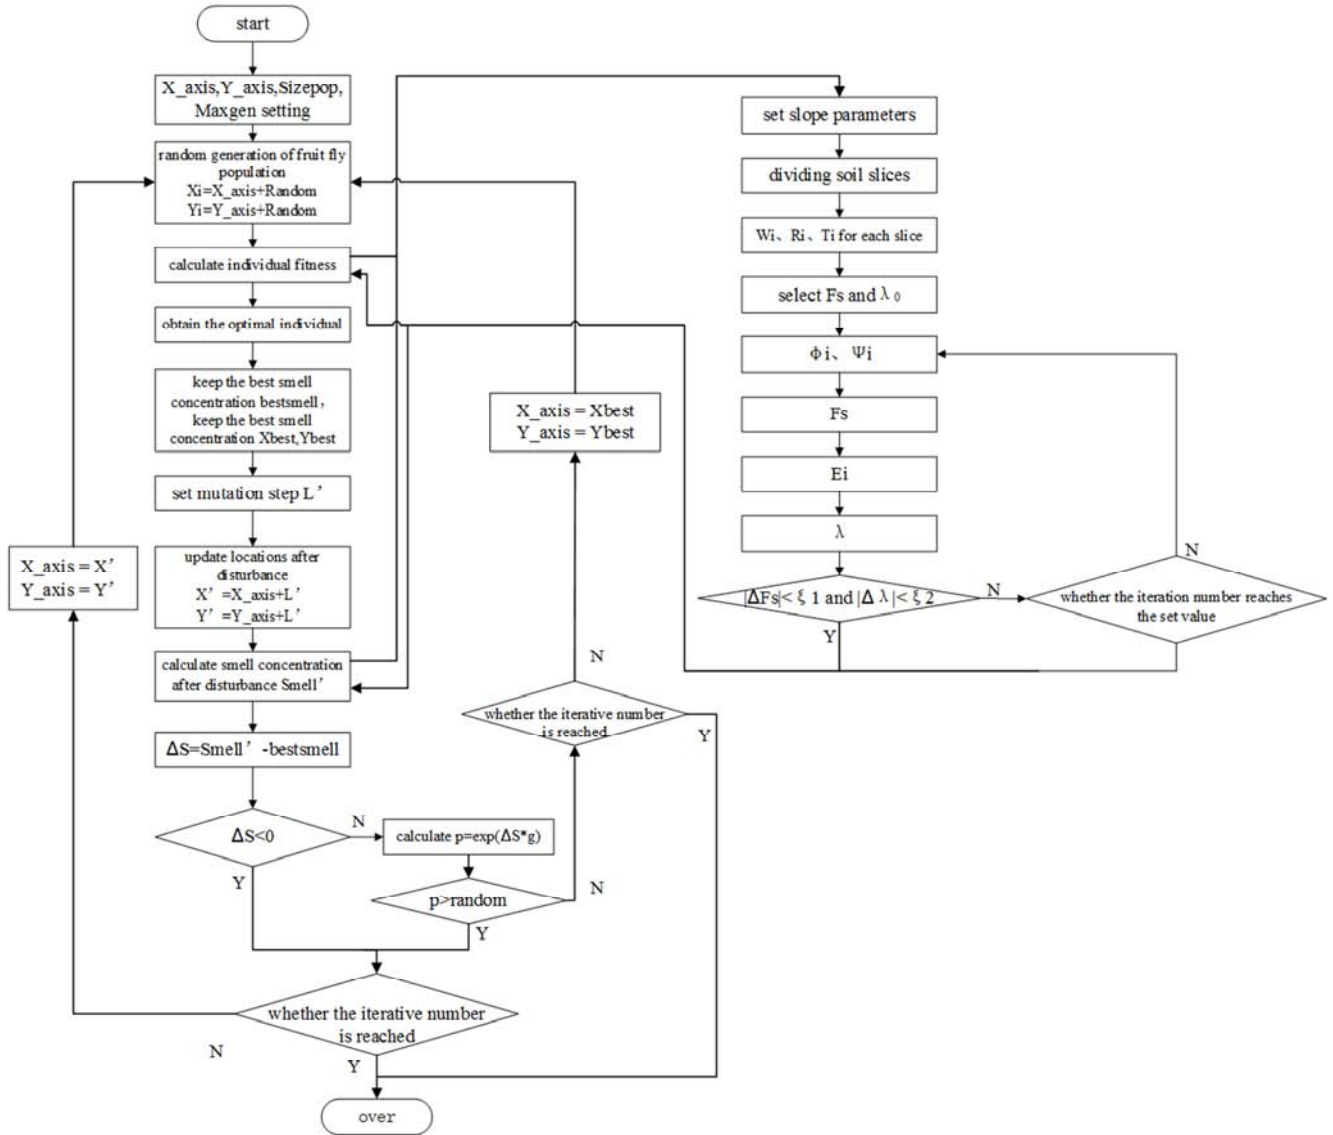 start
X_axis,Y_axis,Sizepop,
Maxgen setting
random generation of fruit fly
population
Xi=X_axis+Random
Yi=Y_axis+Random
calculate individual fitness
obtain the optimal individual
keep the best smell
concentration bestsmell,
keep the best smell
concentration Xbest,Ybest
set mutation step L′
update locations after
disturbance
X′ =X_axis+L′
Y′ =Y_axis+L′
calculate smell concentration
after disturbance Smell′
ΔS=Smell′ -bestsmell
ΔS<0
N
Y
calculate p=exp(ΔS*g)
p>random
N
Y
whether the iterative number
is reached
N
Y
over
X_axis = X′
Y_axis = Y′
X_axis = Xbest
Y_axis = Ybest
N
whether the iterative number
is reached
Y
set slope parameters
dividing soil slices
Wi、Ri、Ti for each slice
select Fs and λ₀
Φi、Ψi
Fs
Ei
λ
|ΔFs|< ξ 1 and |Δ λ|< ξ 2
N
Y
N
whether the iteration number reaches
the set value